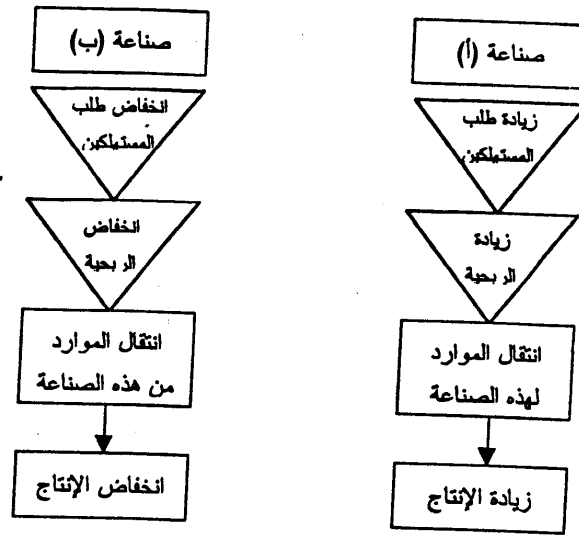 صناعة (أ)
زيادة طلب
المستهلكين
زيادة
الربحية
انتقال الموارد
لهذه الصناعة
زيادة الإنتاج
صناعة (ب)
انخفاض طلب
المستهلكين
انخفاض
الربحية
انتقال الموارد
من هذه الصناعة
انخفاض الإنتاج